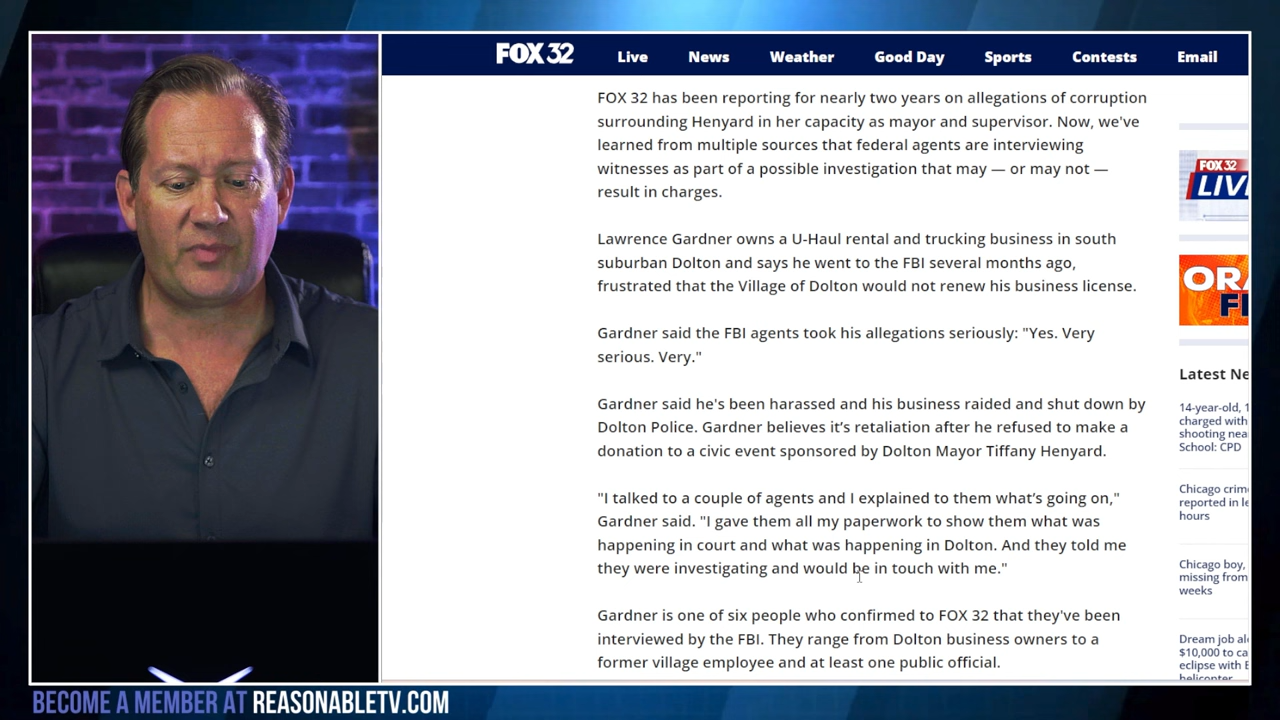 FOX 32
Live
News
Weather
Good Day
Sports
Contests
Email
FOX 32 has been reporting for nearly two years on allegations of corruption
surrounding Henyard in her capacity as mayor and supervisor. Now, we've
learned from multiple sources that federal agents are interviewing
witnesses as part of a possible investigation that may — or may not —
result in charges.
Lawrence Gardner owns a U-Haul rental and trucking business in south
suburban Dolton and says he went to the FBI several months ago,
frustrated that the Village of Dolton would not renew his business license.
Gardner said the FBI agents took his allegations seriously: "Yes. Very
serious. Very."
Gardner said he's been harassed and his business raided and shut down by
Dolton Police. Gardner believes it’s retaliation after he refused to make a
donation to a civic event sponsored by Dolton Mayor Tiffany Henyard.
"I talked to a couple of agents and I explained to them what’s going on,"
Gardner said. "I gave them all my paperwork to show them what was
happening in court and what was happening in Dolton. And they told me
they were investigating and would be in touch with me."
Gardner is one of six people who confirmed to FOX 32 that they've been
interviewed by the FBI. They range from Dolton business owners to a
former village employee and at least one public official.
FOX 32
LIV
OR
FI
Latest Ne
14-year-old, 1
charged with
shooting nea
School: CPD
Chicago crim
reported in le
hours
Chicago boy,
missing from
weeks
Dream job al
$10,000 to ca
eclipse with B
helicopter
BECOME A MEMBER AT REASONABLETV.COM